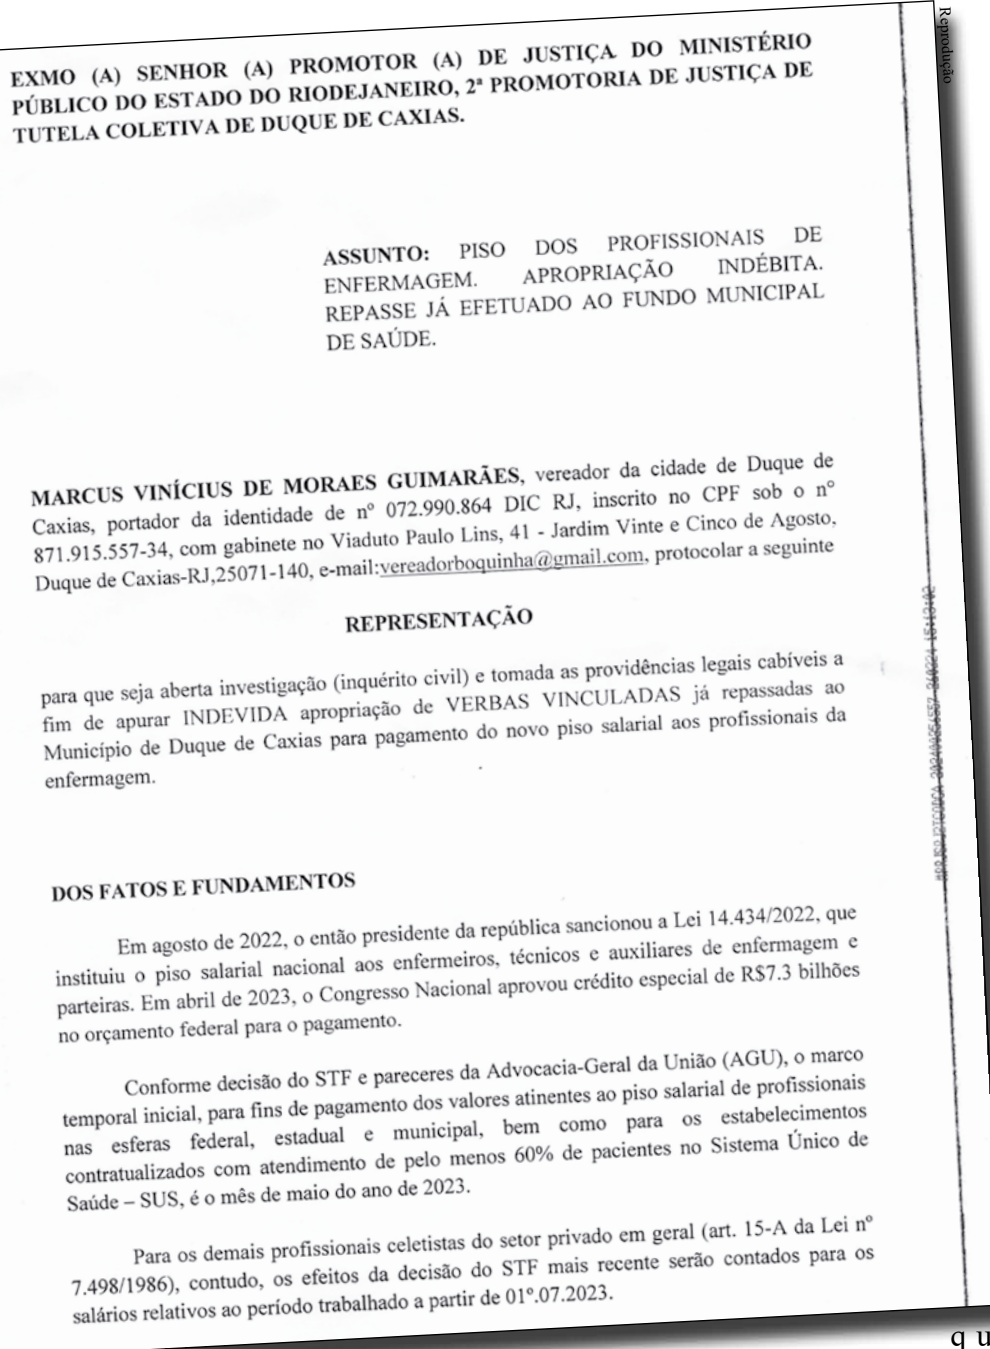 Reprodução
EXMO (A) SENHOR (A) PROMOTOR (A) DE JUSTIÇA DO MINISTÉRIO
PÚBLICO DO ESTADO DO RIODEJANEIRO, 2ª PROMOTORIA DE JUSTIÇA DE
TUTELA COLETIVA DE DUQUE DE CAXIAS.
ASSUNTO: PISO DOS PROFISSIONAIS DE
ENFERMAGEM. APROPRIAÇÃO INDÉBITA.
REPASSE JÁ EFETUADO AO FUNDO MUNICIPAL
DE SAÚDE.
MARCUS VINÍCIUS DE MORAES GUIMARÃES, vereador da cidade de Duque de
Caxias, portador da identidade de nº 072.990.864 DIC RJ, inscrito no CPF sob o nº
871.915.557-34, com gabinete no Viaduto Paulo Lins, 41 - Jardim Vinte e Cinco de Agosto,
Duque de Caxias-RJ,25071-140, e-mail:vereadorboquinha@gmail.com, protocolar a seguinte
REPRESENTAÇÃO
para que seja aberta investigação (inquérito civil) e tomada as providências legais cabíveis a
fim de apurar INDEVIDA apropriação de VERBAS VINCULADAS já repassadas ao
Município de Duque de Caxias para pagamento do novo piso salarial aos profissionais da
enfermagem.
DOS FATOS E FUNDAMENTOS
Em agosto de 2022, o então presidente da república sancionou a Lei 14.434/2022, que
instituiu o piso salarial nacional aos enfermeiros, técnicos e auxiliares de enfermagem e
parteiras. Em abril de 2023, o Congresso Nacional aprovou crédito especial de R$7.3 bilhões
no orçamento federal para o pagamento.
Conforme decisão do STF e pareceres da Advocacia-Geral da União (AGU), o marco
temporal inicial, para fins de pagamento dos valores atinentes ao piso salarial de profissionais
nas esferas federal, estadual e municipal, bem como para os estabelecimentos
contratualizados com atendimento de pelo menos 60% de pacientes no Sistema Único de
Saúde – SUS, é o mês de maio do ano de 2023.
Para os demais profissionais celetistas do setor privado em geral (art. 15-A da Lei nº
7.498/1986), contudo, os efeitos da decisão do STF mais recente serão contados para os
salários relativos ao período trabalhado a partir de 01º.07.2023.
q u